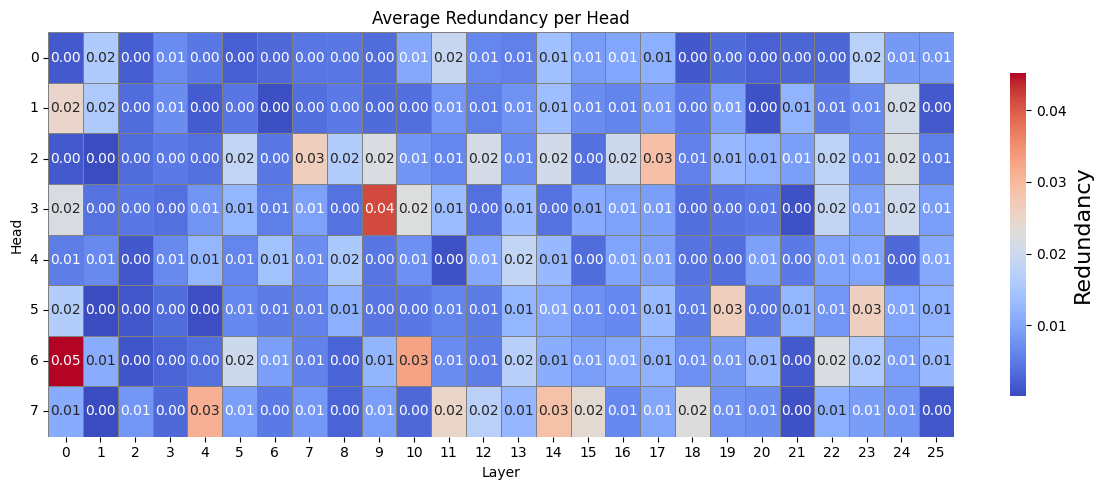 Average Redundancy per Head
0 0.00 0.02 0.00 0.01 0.00 0.00 0.00 0.00 0.00 0.00 0.01 0.02 0.01 0.01 0.01 0.01 0.01 0.01 0.00 0.00 0.00 0.00 0.00 0.02 0.01 0.01
1 0.02 0.02 0.00 0.01 0.00 0.00 0.00 0.00 0.00 0.00 0.00 0.01 0.01 0.01 0.01 0.01 0.01 0.01 0.00 0.01 0.00 0.01 0.01 0.01 0.02 0.00
2 0.00 0.00 0.00 0.00 0.00 0.02 0.00 0.03 0.02 0.02 0.01 0.01 0.02 0.01 0.02 0.00 0.02 0.03 0.01 0.01 0.01 0.01 0.02 0.01 0.02 0.01
3 0.02 0.00 0.00 0.00 0.01 0.01 0.01 0.01 0.00 0.04 0.02 0.01 0.00 0.01 0.00 0.01 0.01 0.01 0.00 0.00 0.01 0.00 0.02 0.01 0.02 0.01
4 0.01 0.01 0.00 0.01 0.01 0.01 0.01 0.01 0.02 0.00 0.01 0.00 0.01 0.02 0.01 0.00 0.01 0.01 0.00 0.00 0.01 0.00 0.01 0.01 0.00 0.01
5 0.02 0.00 0.00 0.00 0.00 0.01 0.01 0.01 0.01 0.00 0.00 0.01 0.01 0.01 0.01 0.01 0.01 0.01 0.01 0.03 0.00 0.01 0.01 0.03 0.01 0.01
6 0.05 0.01 0.00 0.00 0.00 0.02 0.01 0.01 0.00 0.01 0.03 0.01 0.01 0.02 0.01 0.01 0.01 0.01 0.01 0.01 0.01 0.00 0.02 0.02 0.01 0.01
7 0.01 0.00 0.01 0.00 0.03 0.01 0.00 0.01 0.00 0.01 0.00 0.02 0.02 0.01 0.03 0.02 0.01 0.01 0.02 0.01 0.01 0.00 0.01 0.01 0.01 0.00
0 1 2 3 4 5 6 7 8 9 10 11 12 13 14 15 16 17 18 19 20 21 22 23 24 25
Layer
Head
0.04
0.03
0.02
0.01
Redundancy